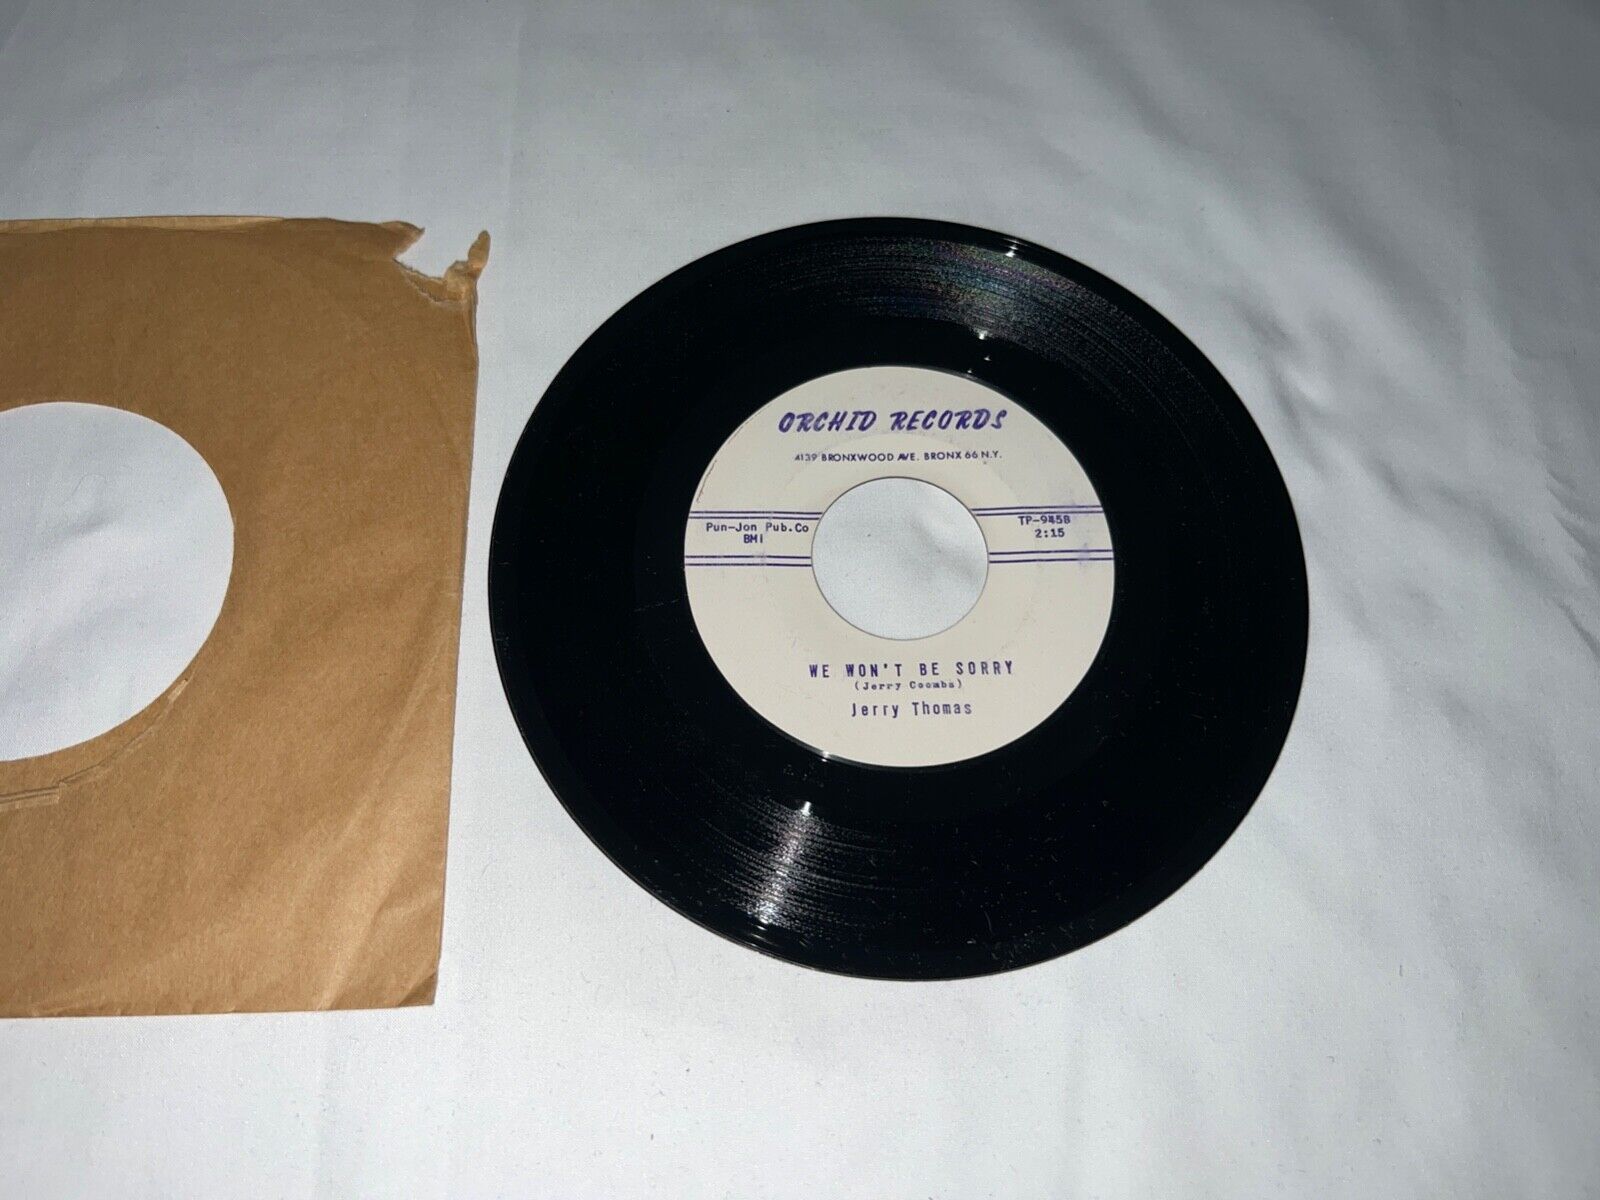 ORCHID RECORDS
4139 BRONXWOOD AVE. BRONX 66 N.Y.
Pun-Jon Pub.Co
BMI
TP-945B
2:15
WE WON'T BE SORRY
(Jerry Coombs)
Jerry Thomas